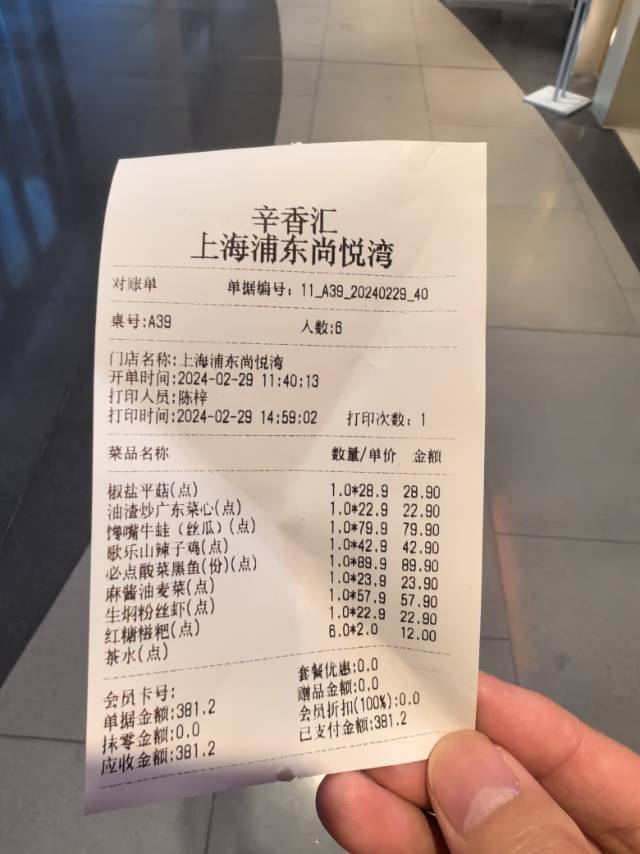 辛香汇
上海浦东尚悦湾
对账单 单据编号: 11_A39_20240229_40
桌号:A39 人数:6
门店名称:上海浦东尚悦湾
开单时间:2024-02-29 11:40:13
打印人员:陈梓
打印时间:2024-02-29 14:59:02 打印次数: 1
菜品名称 数量/单价 金额
椒盐平菇(点) 1.0*28.9 28.90
油渣炒广东菜心(点) 1.0*22.9 22.90
馋嘴牛蛙（丝瓜）(点) 1.0*79.9 79.90
歌乐山辣子鸡(点) 1.0*42.9 42.90
必点酸菜黑鱼(份)(点) 1.0*89.9 89.90
麻酱油麦菜(点) 1.0*23.9 23.90
生焖粉丝虾(点) 1.0*57.9 57.90
红糖糍粑(点) 1.0*22.9 22.90
茶水(点) 6.0*2.0 12.00
会员卡号: 套餐优惠:0.0
单据金额:381.2 赠品金额:0.0
抹零金额:0.0 会员折扣(100%):0.0
应收金额:381.2 已支付金额:381.2